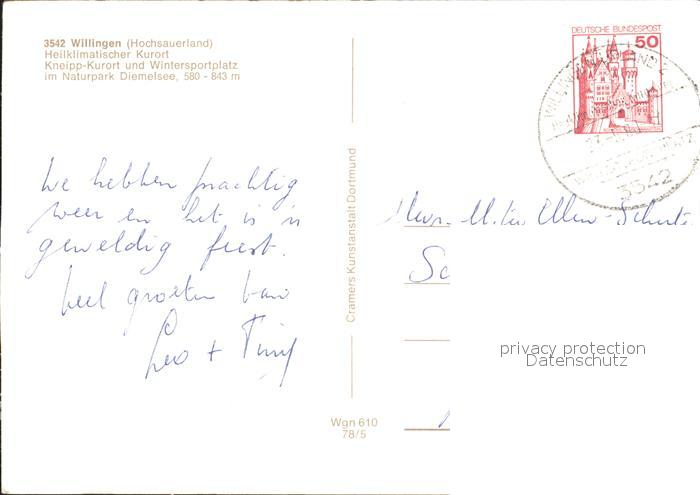 3542 Willingen (Hochsauerland)
Heilklimatischer Kurort
Kneipp-Kurort und Wintersportplatz
im Naturpark Diemelsee, 580 - 843 m
DEUTSCHE BUNDESPOST
50
3542
We hebben prachtig
weer en het is 'n
geweldig feest.
Veel groeten van
Leo + Tiny
Cramers Kunstanstalt Dortmund
Wgn 610
78/5
privacy protection
Datenschutz